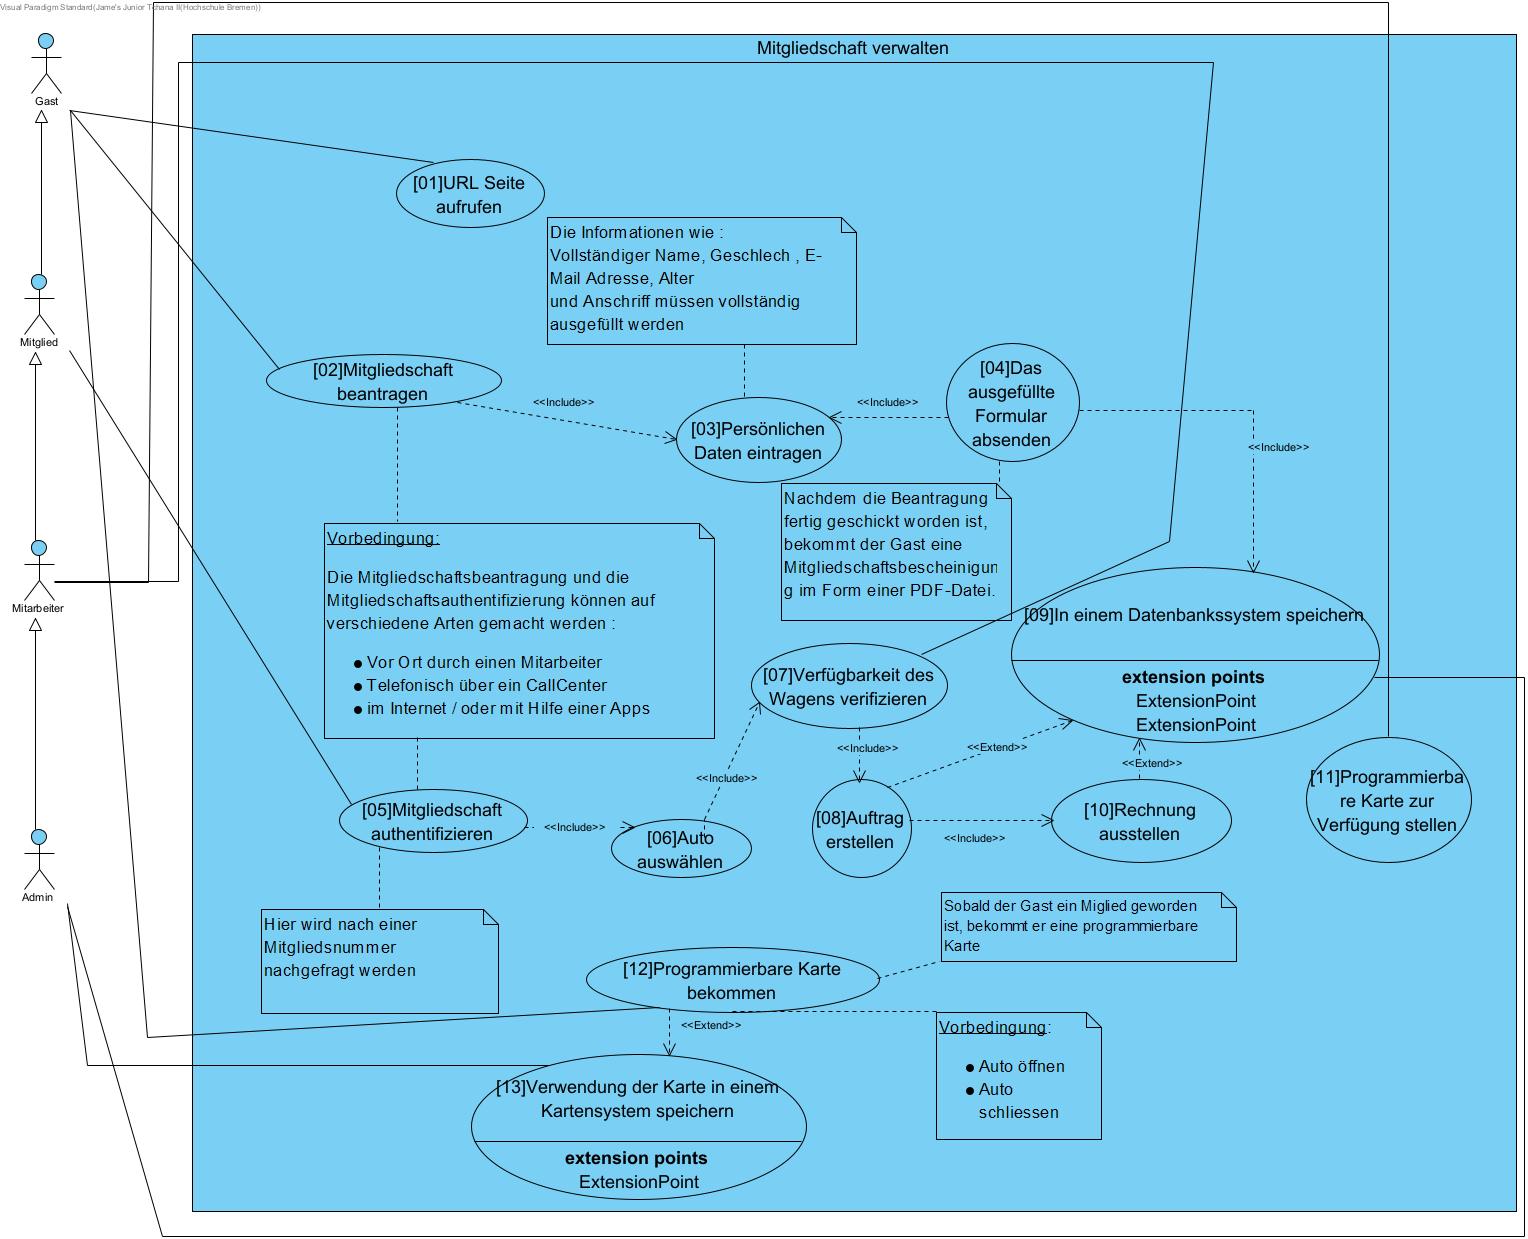 Visual Paradigm Standard(Jame's Junior Tchana II(Hochschule Bremen))
Mitgliedschaft verwalten
Gast
[01]URL Seite
aufrufen
Die Informationen wie :
Vollständiger Name, Geschlech , E-
Mail Adresse, Alter
und Anschriff müssen vollständig
ausgefüllt werden
Mitglied
[02]Mitgliedschaft
beantragen
<<Include>>
[03]Persönlichen
Daten eintragen
<<Include>>
[04]Das
ausgefüllte
Formular
absenden
<<Include>>
Nachdem die Beantragung
fertig geschickt worden ist,
bekommt der Gast eine
Mitgliedschaftsbescheinigun
g im Form einer PDF-Datei.
Vorbedingung:
Die Mitgliedschaftsbeantragung und die
Mitgliedschaftsauthentifizierung können auf
verschiedene Arten gemacht werden :
● Vor Ort durch einen Mitarbeiter
● Telefonisch über ein CallCenter
● im Internet / oder mit Hilfe einer Apps
Mitarbeiter
[09]In einem Datenbankssystem speichern
extension points
ExtensionPoint
ExtensionPoint
[07]Verfügbarkeit des
Wagens verifizieren
<<Include>>
<<Extend>>
<<Extend>>
<<Include>>
[11]Programmierba
re Karte zur
Verfügung stellen
[05]Mitgliedschaft
authentifizieren
<<Include>>
[06]Auto
auswählen
[08]Auftrag
erstellen
<<Include>>
[10]Rechnung
ausstellen
Admin
Hier wird nach einer
Mitgliedsnummer
nachgefragt werden
Sobald der Gast ein Miglied geworden
ist, bekommt er eine programmierbare
Karte
[12]Programmierbare Karte
bekommen
<<Extend>>
Vorbedingung:
● Auto öffnen
● Auto
schliessen
[13]Verwendung der Karte in einem
Kartensystem speichern
extension points
ExtensionPoint